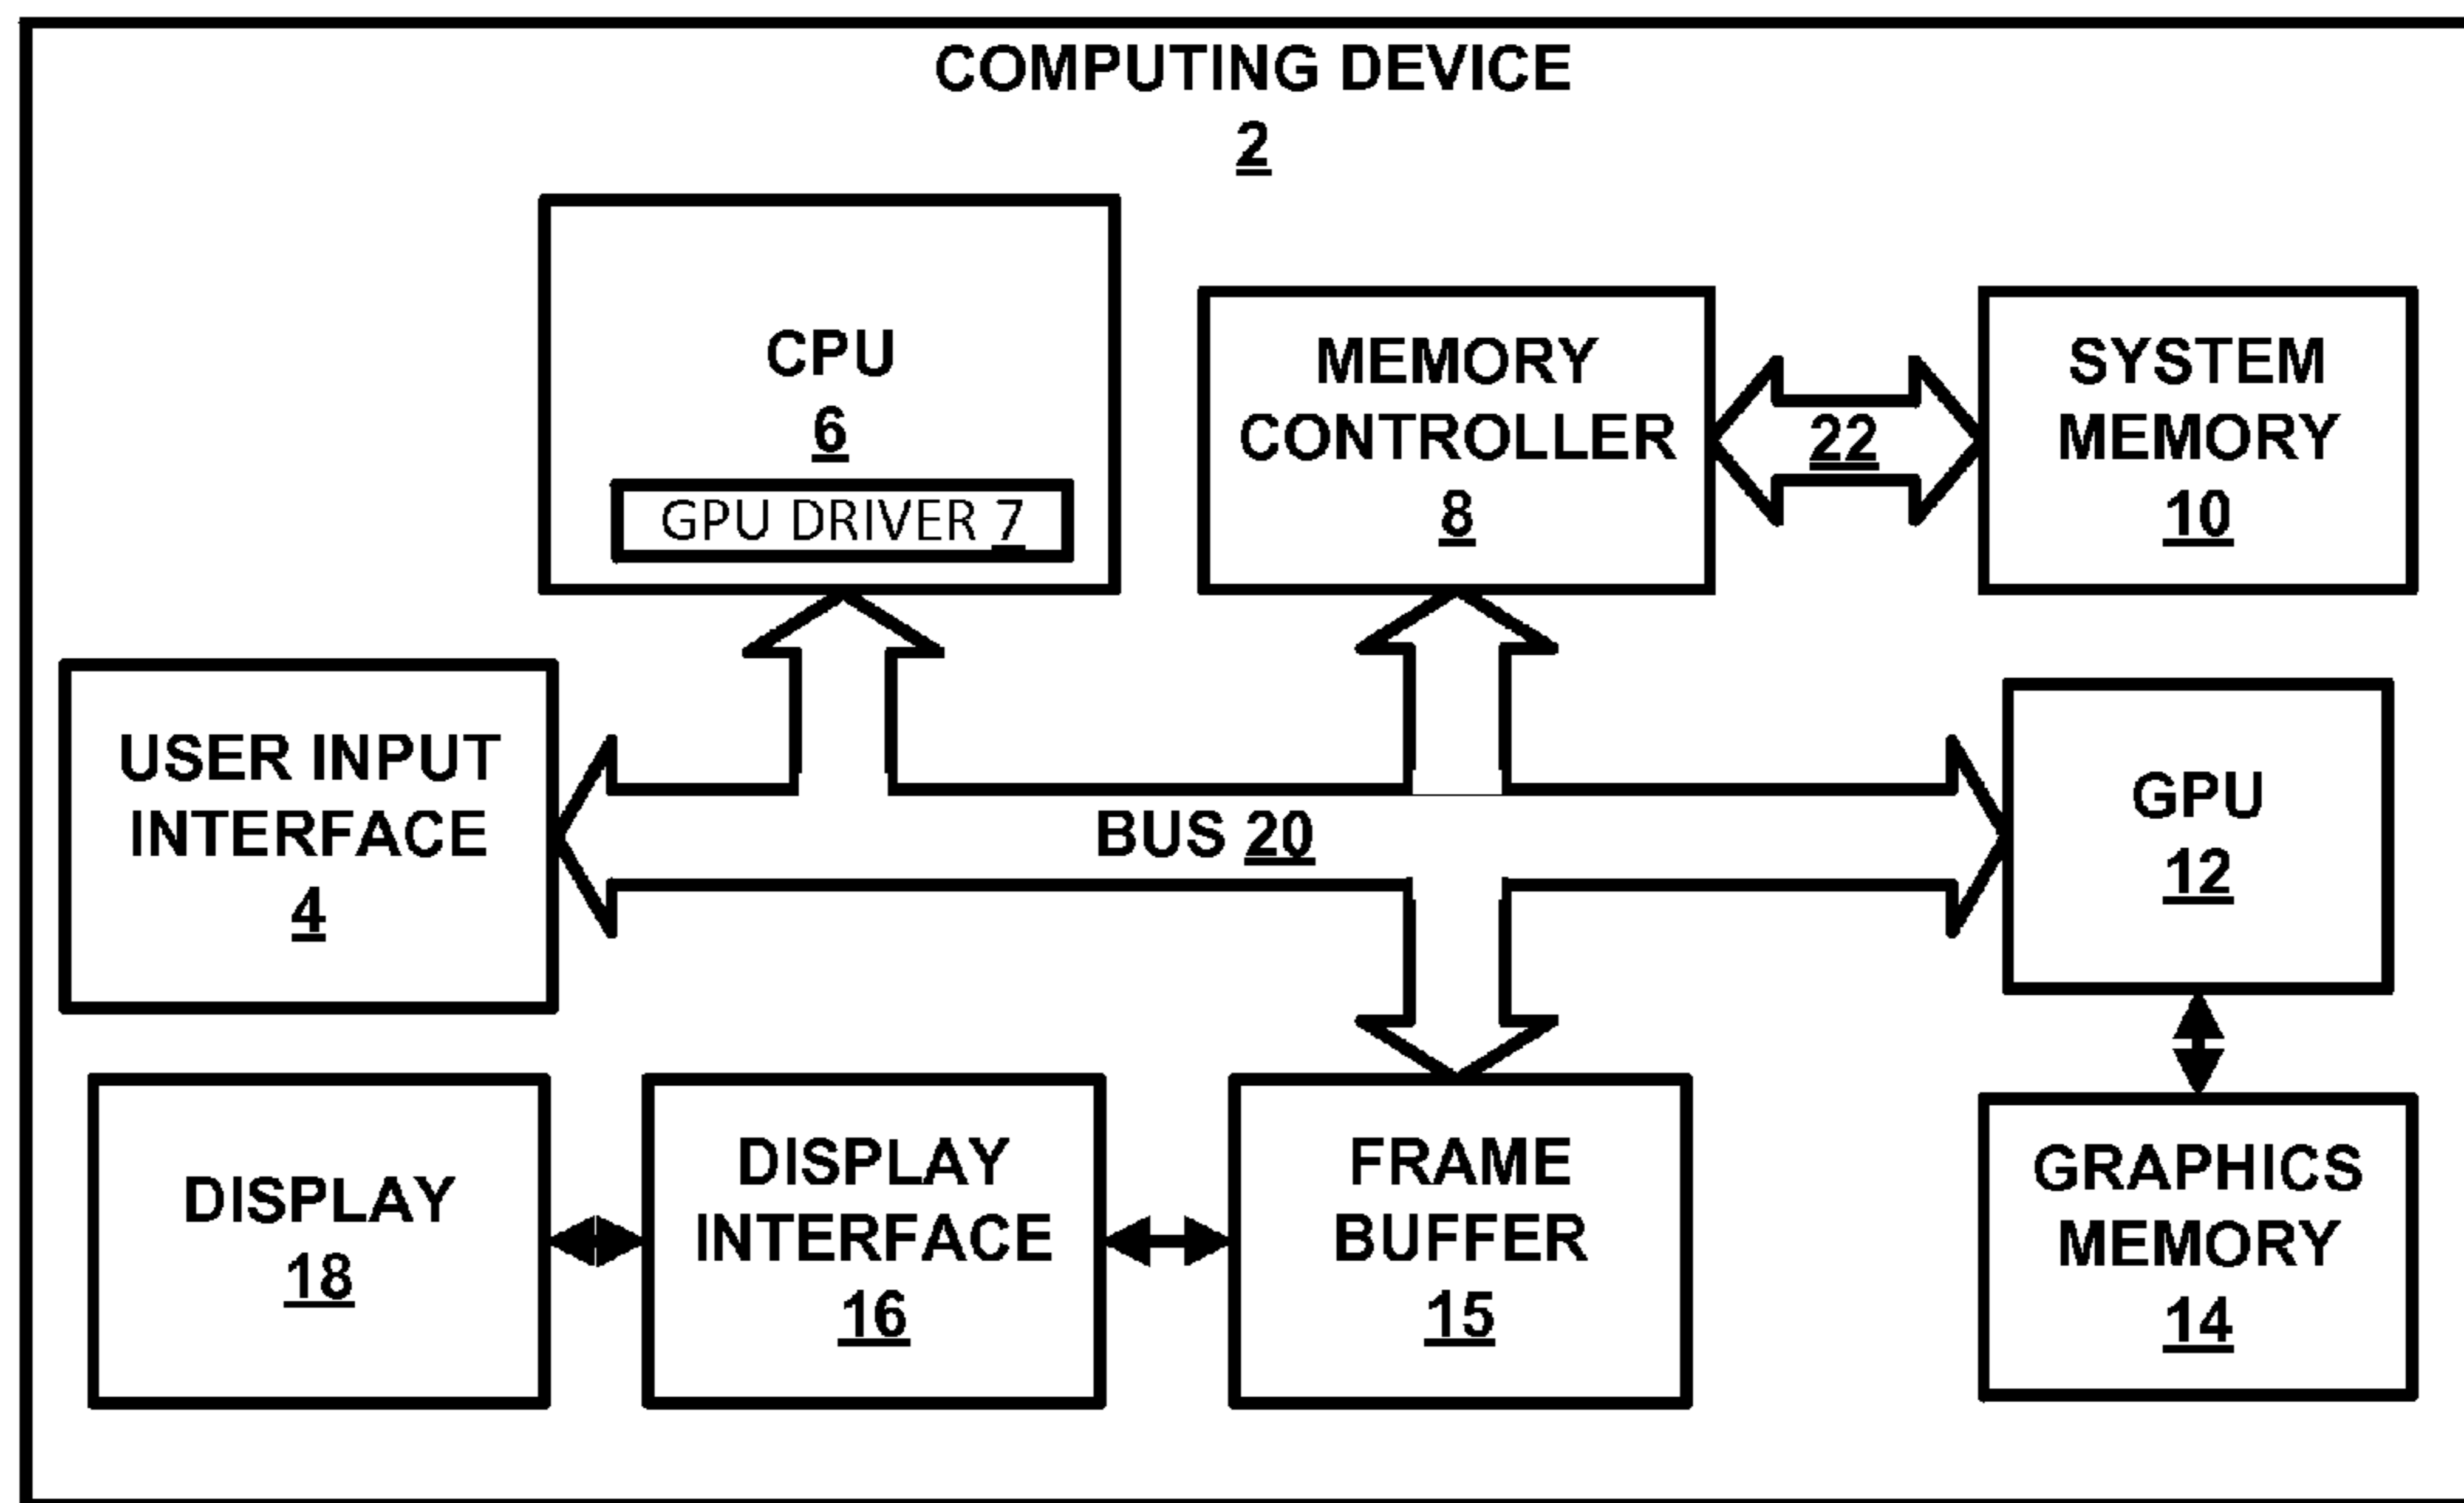 COMPUTING DEVICE
2
CPU
6
GPU DRIVER 7
MEMORY
CONTROLLER
8
22
SYSTEM
MEMORY
10
USER INPUT
INTERFACE
4
BUS 20
GPU
12
DISPLAY
18
DISPLAY
INTERFACE
16
FRAME
BUFFER
15
GRAPHICS
MEMORY
14